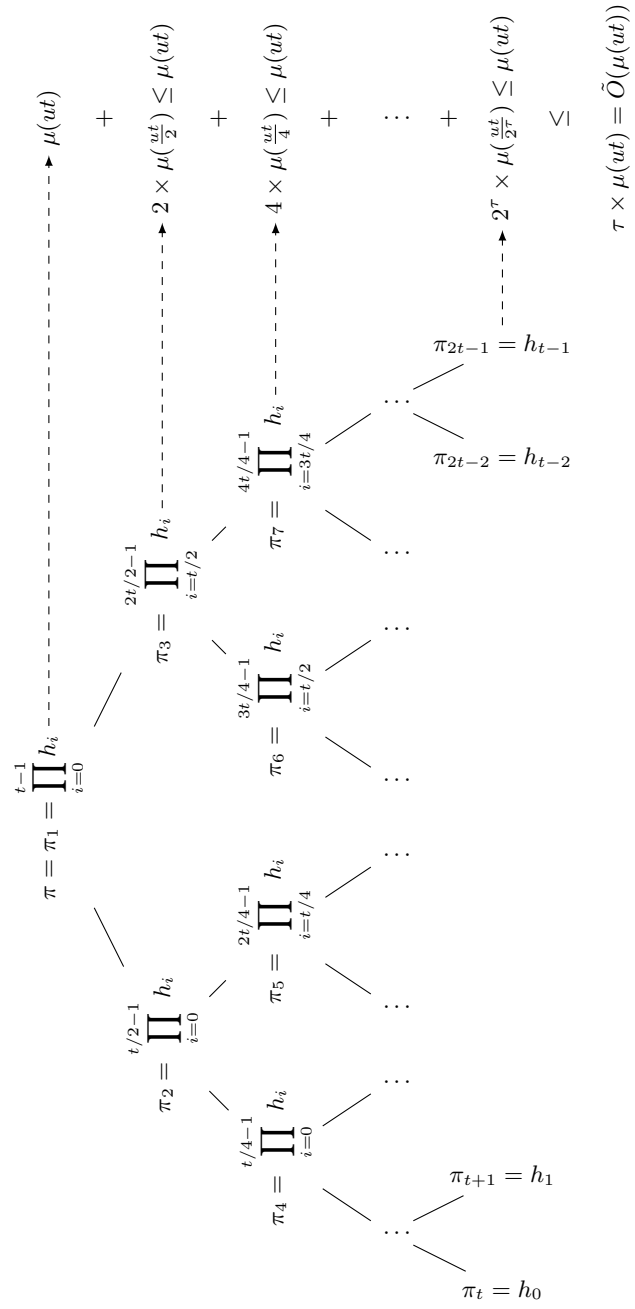 π = π_1 = ∏_{i=0}^{t−1} h_i
μ(ut)
+
π_2 = ∏_{i=0}^{t/2−1} h_i
π_3 = ∏_{i=t/2}^{2t/2−1} h_i
2 × μ(\frac{ut}{2}) ≤ μ(ut)
+
π_4 = ∏_{i=0}^{t/4−1} h_i
π_5 = ∏_{i=t/4}^{2t/4−1} h_i
π_6 = ∏_{i=t/2}^{3t/4−1} h_i
π_7 = ∏_{i=3t/4}^{4t/4−1} h_i
4 × μ(\frac{ut}{4}) ≤ μ(ut)
+
...
...
...
...
...
...
...
...
...
+
π_t = h_0
π_{t+1} = h_1
π_{2t−2} = h_{t−2}
π_{2t−1} = h_{t−1}
2^τ × μ(\frac{ut}{2^τ}) ≤ μ(ut)
≤
τ × μ(ut) = Õ(μ(ut))